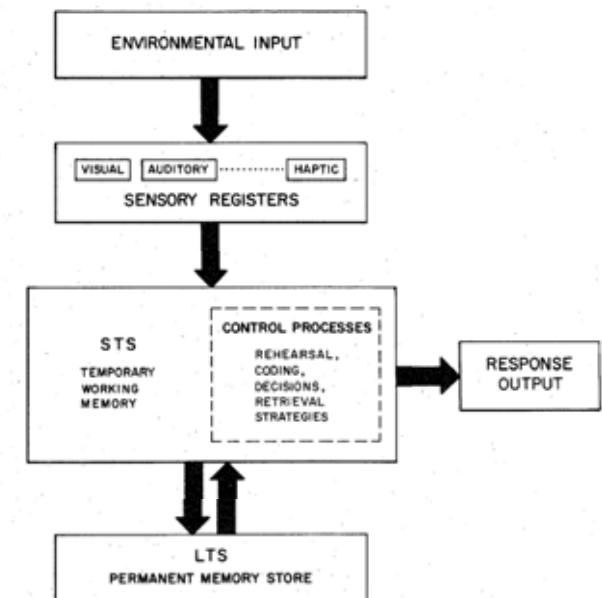 ENVIRONMENTAL INPUT
VISUAL AUDITORY HAPTIC
SENSORY REGISTERS
STS
TEMPORARY
WORKING
MEMORY
CONTROL PROCESSES
REHEARSAL,
CODING,
DECISIONS,
RETRIEVAL
STRATEGIES
RESPONSE
OUTPUT
LTS
PERMANENT MEMORY STORE